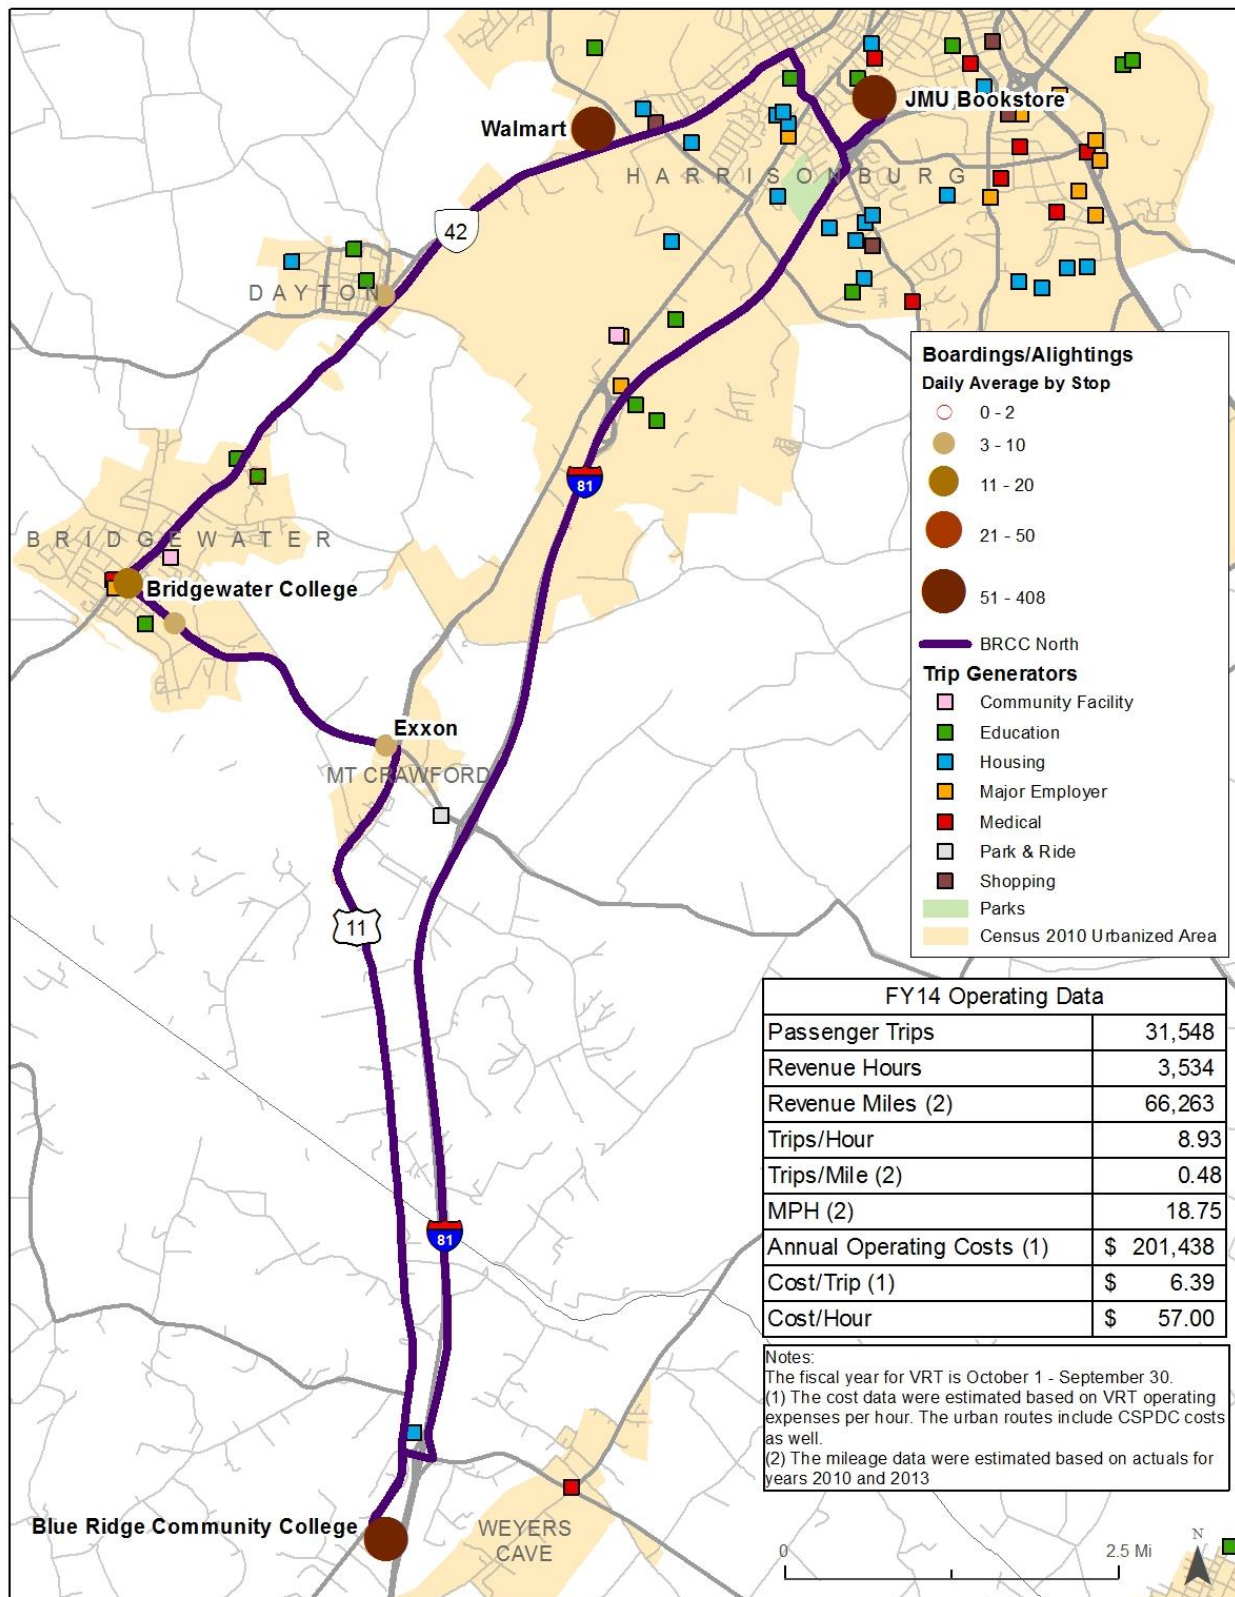 JMU Bookstore
Walmart
HARRISONBURG
42
DAYTON
81
BRIDGEWATER
Bridgewater College
Exxon
MT CRAWFORD
11
81
Blue Ridge Community College
WEYERS
CAVE
Boardings/Alightings
Daily Average by Stop
0 - 2
3 - 10
11 - 20
21 - 50
51 - 408
BRCC North
Trip Generators
Community Facility
Education
Housing
Major Employer
Medical
Park & Ride
Shopping
Parks
Census 2010 Urbanized Area
FY14 Operating Data
Passenger Trips 31,548
Revenue Hours 3,534
Revenue Miles (2) 66,263
Trips/Hour 8.93
Trips/Mile (2) 0.48
MPH (2) 18.75
Annual Operating Costs (1) $ 201,438
Cost/Trip (1) $ 6.39
Cost/Hour $ 57.00
Notes:
The fiscal year for VRT is October 1 - September 30.
(1) The cost data were estimated based on VRT operating
expenses per hour. The urban routes include CSPDC costs
as well.
(2) The mileage data were estimated based on actuals for
years 2010 and 2013
0 2.5 Mi
N